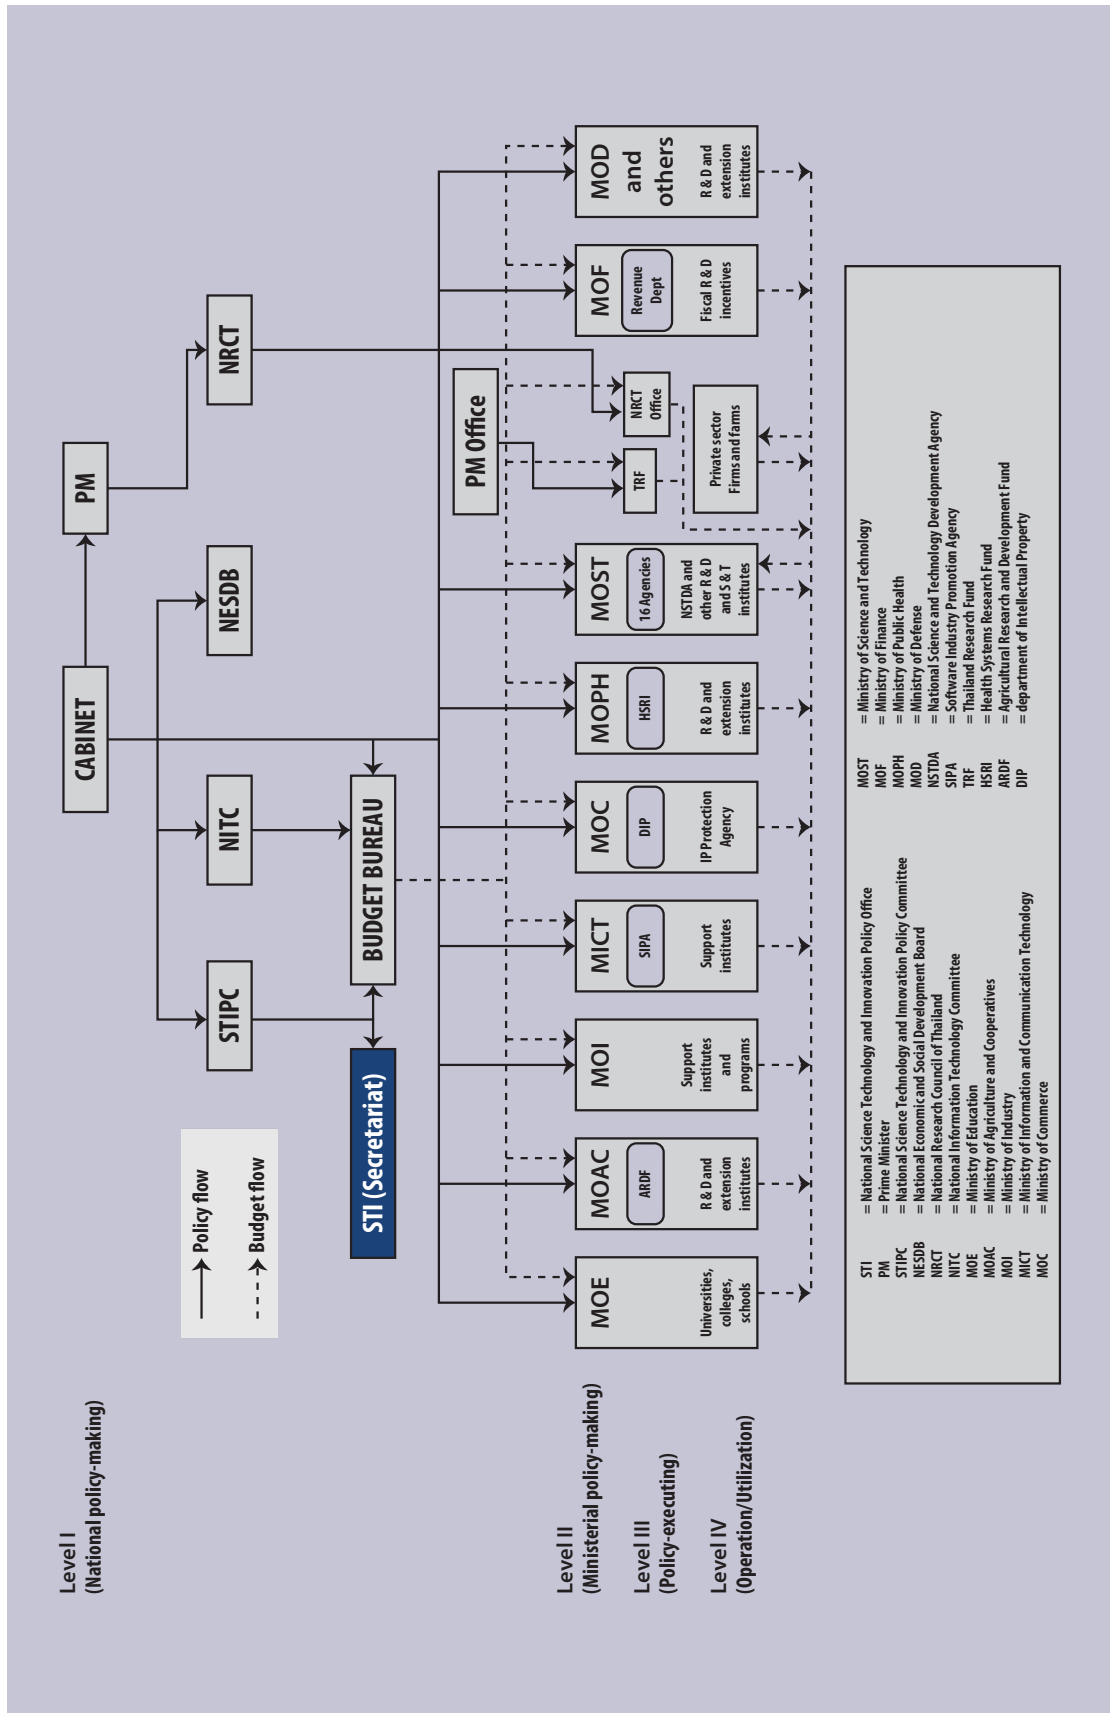 Level I
(National policy-making)
CABINET
PM
Policy flow
Budget flow
STIPC
NITC
NESDB
NRCT
STI (Secretariat)
BUDGET BUREAU
PM Office
Level II
(Ministerial policy-making)
Level III
(Policy-executing)
Level IV
(Operation/Utilization)
MOE
Universities,
colleges,
schools
MOAC
ARDF
R & D and
extension
institutes
MOI
Support
institutes
and
programs
MICT
SIPA
Support
institutes
MOC
DIP
IP Protection
Agency
MOPH
HSRI
R & D and
extension
institutes
MOST
16 Agencies
NSTDA and
other R & D
and S & T
institutes
TRF
NRCT
Office
Private sector
Firms and farms
MOF
Revenue
Dept
Fiscal R & D
incentives
MOD
and
others
R & D and
extension
institutes
STI = National Science Technology and Innovation Policy Office
PM = Prime Minister
STIPC = National Science Technology and Innovation Policy Committee
NESDB = National Economic and Social Development Board
NRCT = National Research Council of Thailand
NITC = National Information Technology Committee
MOE = Ministry of Education
MOAC = Ministry of Agriculture and Cooperatives
MOI = Ministry of Industry
MICT = Ministry of Information and Communication Technology
MOC = Ministry of Commerce
MOST = Ministry of Science and Technology
MOF = Ministry of Finance
MOPH = Ministry of Public Health
MOD = Ministry of Defense
NSTDA = National Science and Technology Development Agency
SIPA = Software Industry Promotion Agency
TRF = Thailand Research Fund
HSRI = Health Systems Research Fund
ARDF = Agricultural Research and Development Fund
DIP = department of Intellectual Property